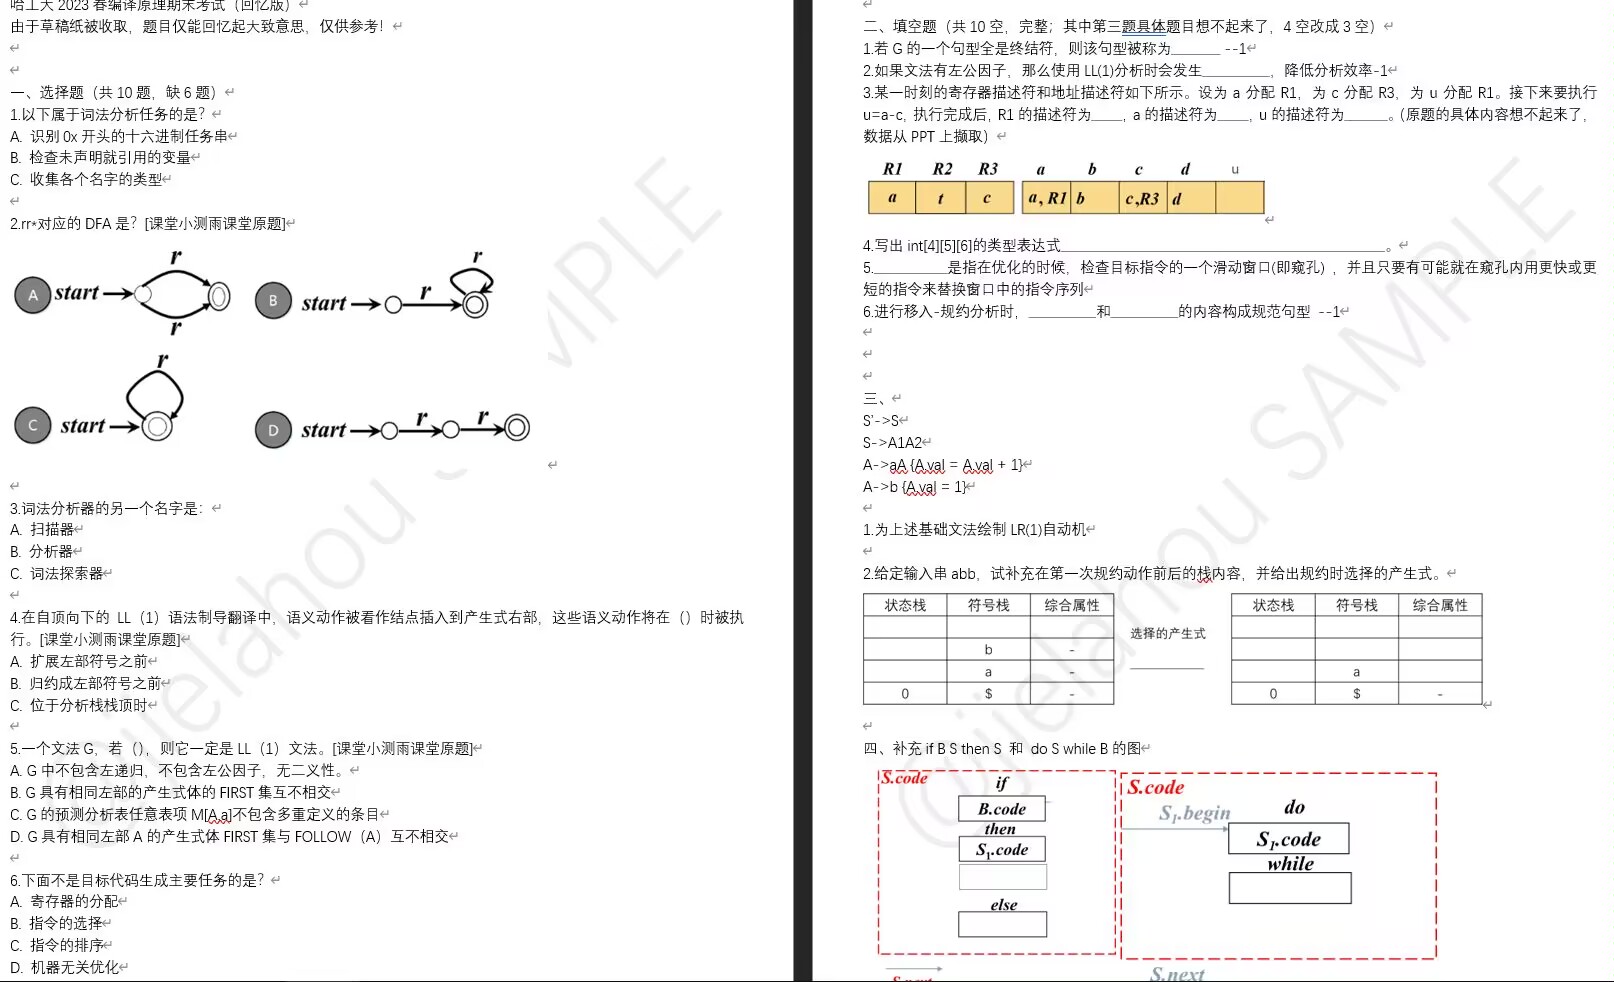 哈工大 2023 春编译原理期末考试（回忆版）
由于草稿纸被收取，题目仅能回忆起大致意思，仅供参考！
一、选择题（共 10 题，缺 6 题）
1.以下属于词法分析任务的是？
A. 识别 0x 开头的十六进制任务串
B. 检查未声明就引用的变量
C. 收集各个名字的类型
2.rr*对应的 DFA 是？[课堂小测雨课堂原题]
A start r r
B start r r
C start r
D start r r
3.词法分析器的另一个名字是：
A. 扫描器
B. 分析器
C. 词法探索器
4.在自顶向下的 LL（1）语法制导翻译中，语义动作被看作结点插入到产生式右部，这些语义动作将在（）时被执
行。[课堂小测雨课堂原题]
A. 扩展左部符号之前
B. 归约成左部符号之前
C. 位于分析栈栈顶时
5.一个文法 G，若（），则它一定是 LL（1）文法。[课堂小测雨课堂原题]
A. G 中不包含左递归，不包含左公因子，无二义性。
B. G 具有相同左部的产生式体的 FIRST 集互不相交
C. G 的预测分析表任意表项 M[A,a]不包含多重定义的条目
D. G 具有相同左部 A 的产生式体 FIRST 集与 FOLLOW（A）互不相交
6.下面不是目标代码生成主要任务的是？
A. 寄存器的分配
B. 指令的选择
C. 指令的排序
D. 机器无关优化
二、填空题（共 10 空，完整；其中第三题具体题目想不起来了，4 空改成 3 空）
1.若 G 的一个句型全是终结符，则该句型被称为______ --1
2.如果文法有左公因子，那么使用 LL(1)分析时会发生________，降低分析效率-1
3.某一时刻的寄存器描述符和地址描述符如下所示。设为 a 分配 R1，为 c 分配 R3，为 u 分配 R1。接下来要执行
u=a-c, 执行完成后, R1 的描述符为____, a 的描述符为____, u 的描述符为_____。（原题的具体内容想不起来了，
数据从 PPT 上撷取）
R1 R2 R3 a b c d u
a t c a, R1 b c,R3 d
4.写出 int[4][5][6]的类型表达式________________________________________。
5._________是指在优化的时候，检查目标指令的一个滑动窗口(即窥孔)，并且只要有可能就在窥孔内用更快或更
短的指令来替换窗口中的指令序列
6.进行移入-规约分析时，________和________的内容构成规范句型 --1
三、
S'->S
S->A1A2
A->aA {A.val = A.val + 1}
A->b {A.val = 1}
1.为上述基础文法绘制 LR(1)自动机
2.给定输入串 abb，试补充在第一次规约动作前后的栈内容，并给出规约时选择的产生式。
状态栈 符号栈 综合属性 状态栈 符号栈 综合属性
选择的产生式
b -
a - ________ a
0 $ - 0 $ -
四、补充 if B S then S 和 do S while B 的图
S.code
if
B.code
then
S1.code
else
S.code
do
S1.begin
S1.code
while
S.next
S.next
@jielahou SAMPLE
@jielahou SAMPLE